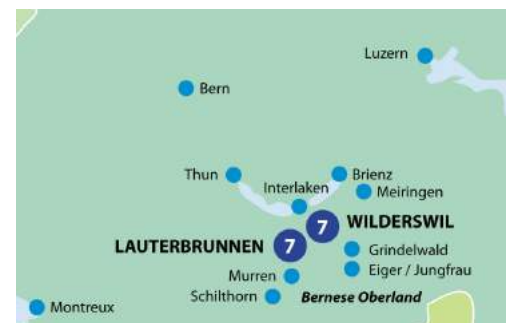 Luzern
Bern
Thun
Brienz
Interlaken
Meiringen
7
WILDERSWIL
LAUTERBRUNNEN
7
Grindelwald
Eiger / Jungfrau
Murren
Schilthorn
Bernese Oberland
Montreux